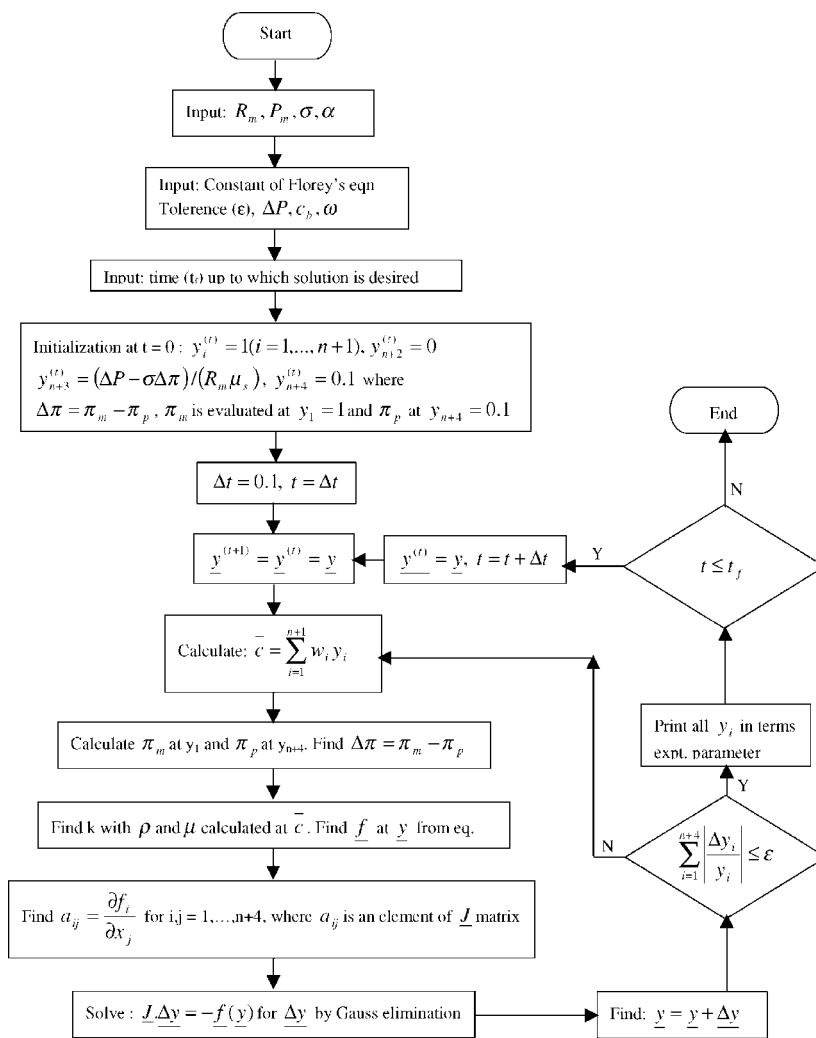 Start
Input: R_m, P_m, σ, α
Input: Constant of Florey's eqn
Tolerence (ε), ΔP, c_b, ω
Input: time (t_f) up to which solution is desired
Initialization at t = 0 : y_i^(t) = 1(i = 1,..., n+1), y_{n+2}^(t) = 0
y_{n+3}^(t) = (ΔP − σΔπ)/(R_m μ_s), y_{n+4}^(t) = 0.1 where
Δπ = π_m − π_p , π_m is evaluated at y_1 = 1 and π_p at y_{n+4} = 0.1
Δt = 0.1, t = Δt
y^(t+1) = y^(t) = y
y^(t) = y, t = t + Δt
Y
t ≤ t_f
N
End
Calculate: c̄ = ∑_{i=1}^{n+1} w_i y_i
Calculate π_m at y_1 and π_p at y_{n+4}. Find Δπ = π_m − π_p
Find k with ρ and μ calculated at c̄ . Find f at y from eq.
Find a_ij = ∂f_i/∂x_j for i,j = 1,…,n+4, where a_ij is an element of J matrix
Solve : J.Δy = −f(y) for Δy by Gauss elimination
Find: y = y + Δy
∑_{i=1}^{n+4} |Δy_i/y_i| ≤ ε
N
Y
Print all y_i in terms
expt. parameter